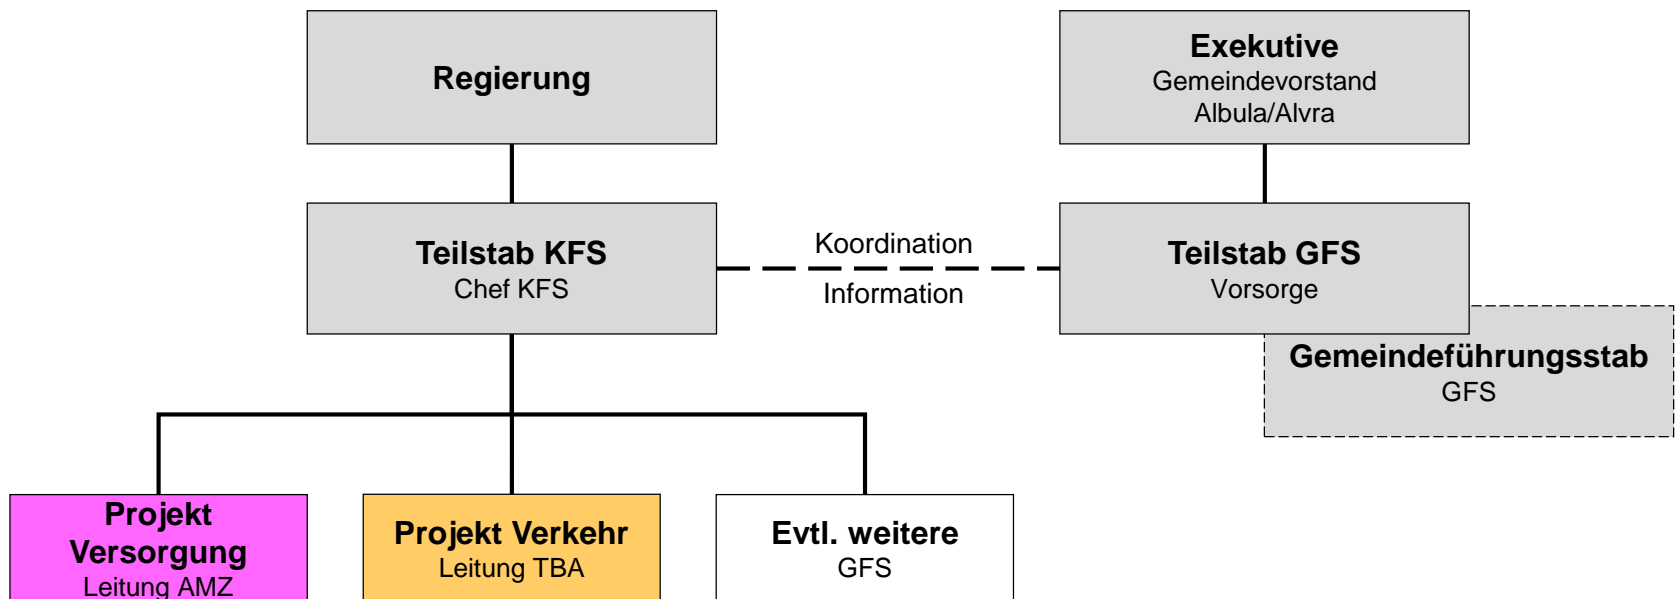 Regierung
Exekutive
Gemeindevorstand
Albula/Alvra
Teilstab KFS
Chef KFS
Koordination
Information
Teilstab GFS
Vorsorge
Gemeindeführungsstab
GFS
Projekt
Versorgung
Leitung AMZ
Projekt Verkehr
Leitung TBA
Evtl. weitere
GFS